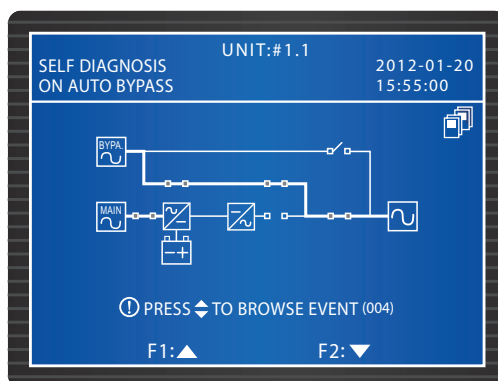 UNIT:#1.1
SELF DIAGNOSIS
ON AUTO BYPASS
2012-01-20
15:55:00
BYPA.
MAIN
PRESS TO BROWSE EVENT (004)
F1:
F2: